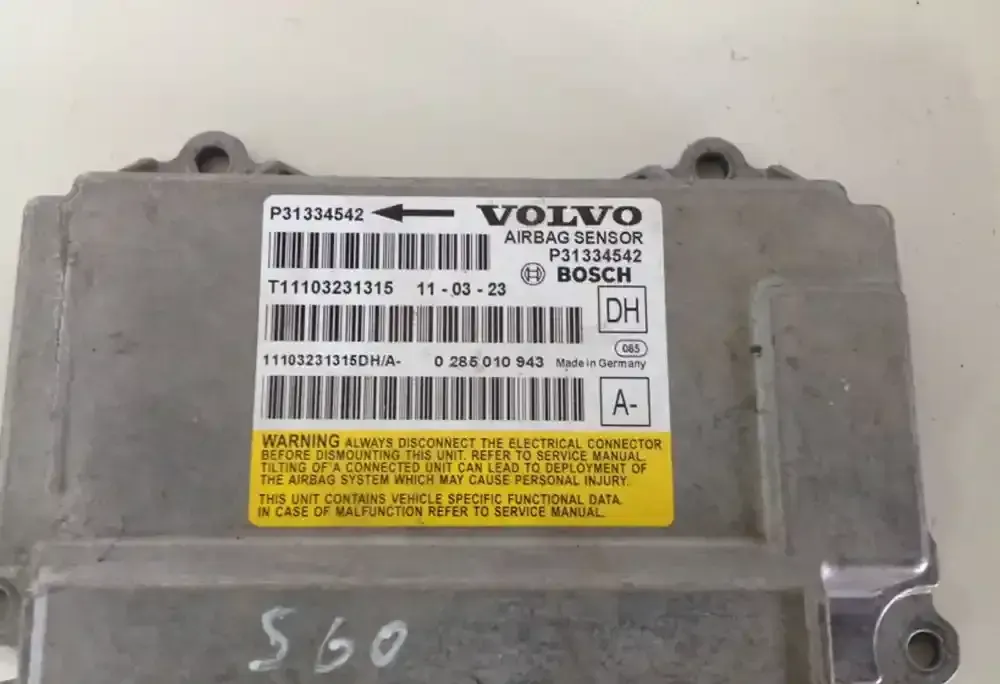 P31334542
VOLVO
AIRBAG SENSOR
P31334542
BOSCH
T11103231315 11-03-23
DH
085
11103231315DH/A- 0 285 010 943 Made in Germany
A-
WARNING ALWAYS DISCONNECT THE ELECTRICAL CONNECTOR
BEFORE DISMOUNTING THIS UNIT. REFER TO SERVICE MANUAL.
TILTING OF A CONNECTED UNIT CAN LEAD TO DEPLOYMENT OF
THE AIRBAG SYSTEM WHICH MAY CAUSE PERSONAL INJURY.
THIS UNIT CONTAINS VEHICLE SPECIFIC FUNCTIONAL DATA.
IN CASE OF MALFUNCTION REFER TO SERVICE MANUAL.
S60